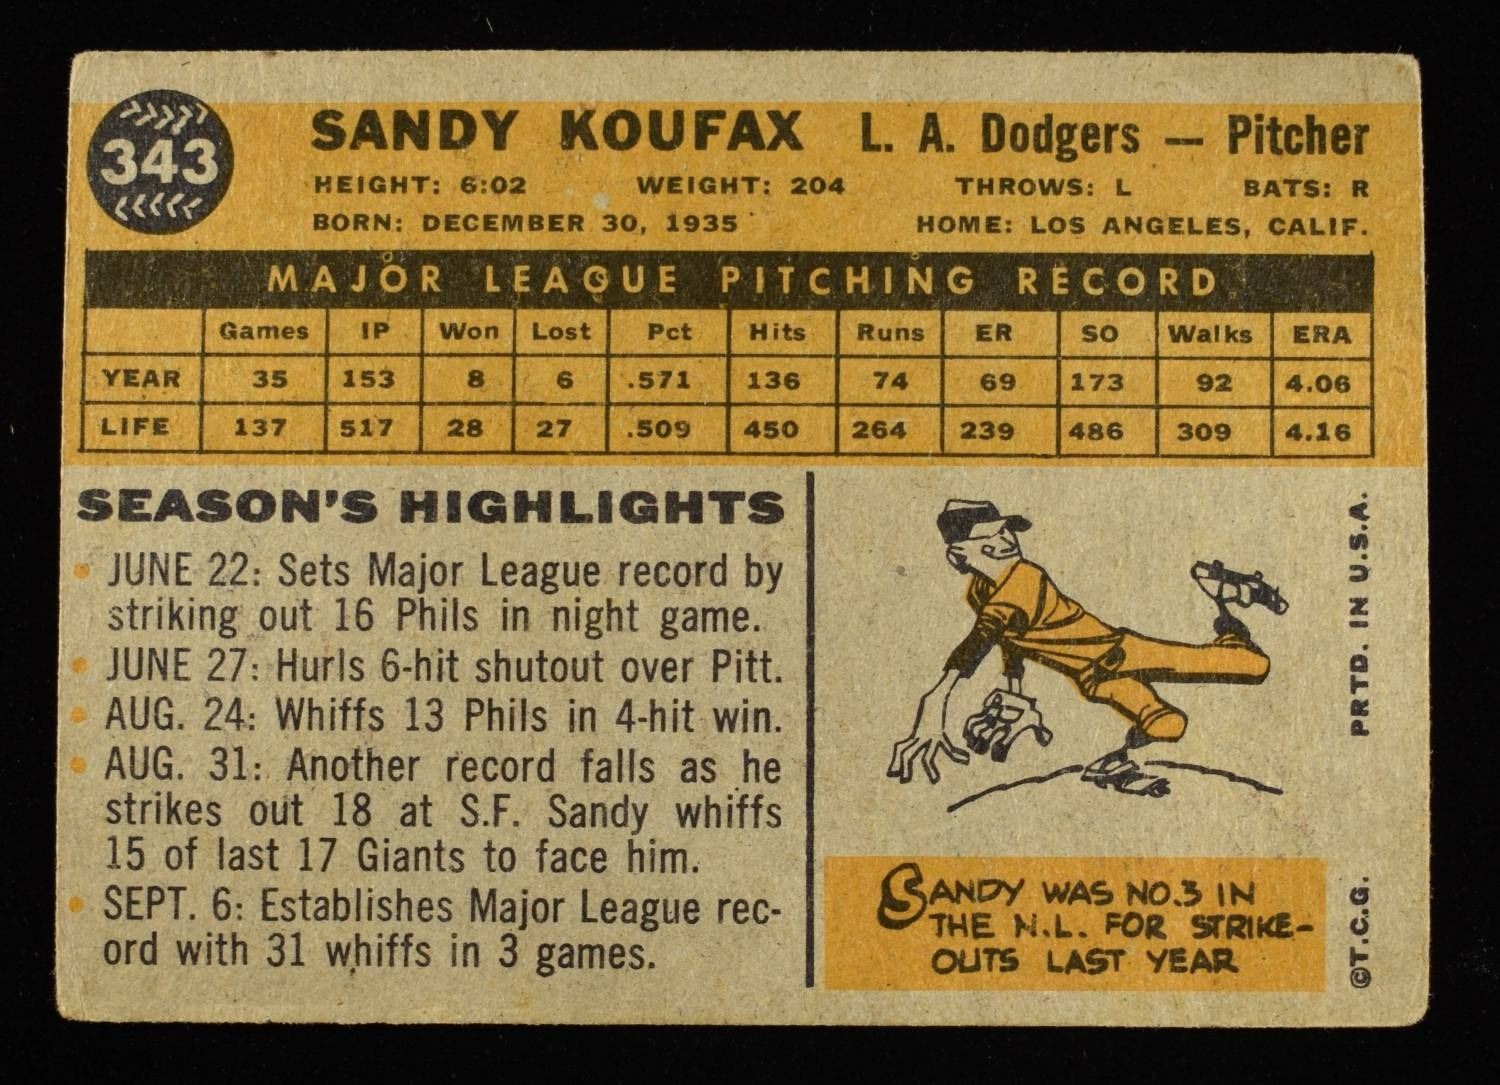 343
SANDY KOUFAX L. A. Dodgers — Pitcher
HEIGHT: 6:02 WEIGHT: 204 THROWS: L BATS: R
BORN: DECEMBER 30, 1935 HOME: LOS ANGELES, CALIF.
MAJOR LEAGUE PITCHING RECORD
Games IP Won Lost Pct Hits Runs ER SO Walks ERA
YEAR 35 153 8 6 .571 136 74 69 173 92 4.06
LIFE 137 517 28 27 .509 450 264 239 486 309 4.16
SEASON'S HIGHLIGHTS
• JUNE 22: Sets Major League record by
striking out 16 Phils in night game.
• JUNE 27: Hurls 6-hit shutout over Pitt.
• AUG. 24: Whiffs 13 Phils in 4-hit win.
• AUG. 31: Another record falls as he
strikes out 18 at S.F. Sandy whiffs
15 of last 17 Giants to face him.
• SEPT. 6: Establishes Major League rec-
ord with 31 whiffs in 3 games.
SANDY WAS NO.3 IN
THE N.L. FOR STRIKE-
OUTS LAST YEAR
©T.C.G. PRTD. IN U.S.A.